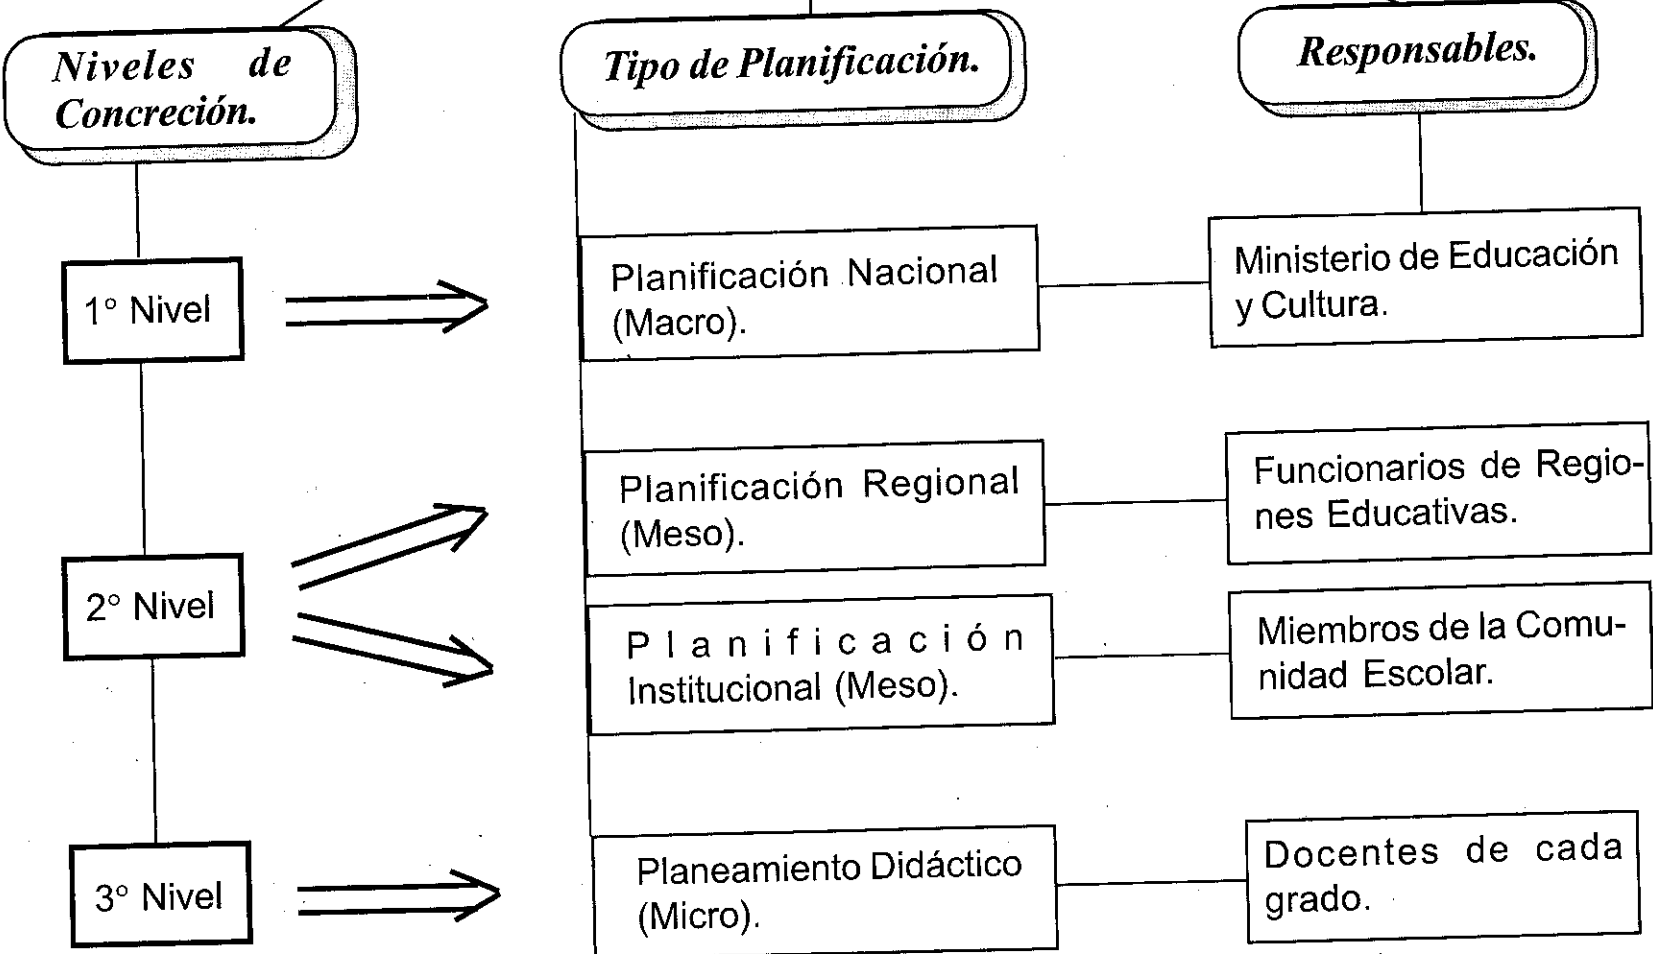 Niveles de
Concreción.
Tipo de Planificación.
Responsables.
1° Nivel
Planificación Nacional
(Macro).
Ministerio de Educación
y Cultura.
2° Nivel
Planificación Regional
(Meso).
Funcionarios de Regio-
nes Educativas.
Planificación
Institucional (Meso).
Miembros de la Comu-
nidad Escolar.
3° Nivel
Planeamiento Didáctico
(Micro).
Docentes de cada
grado.